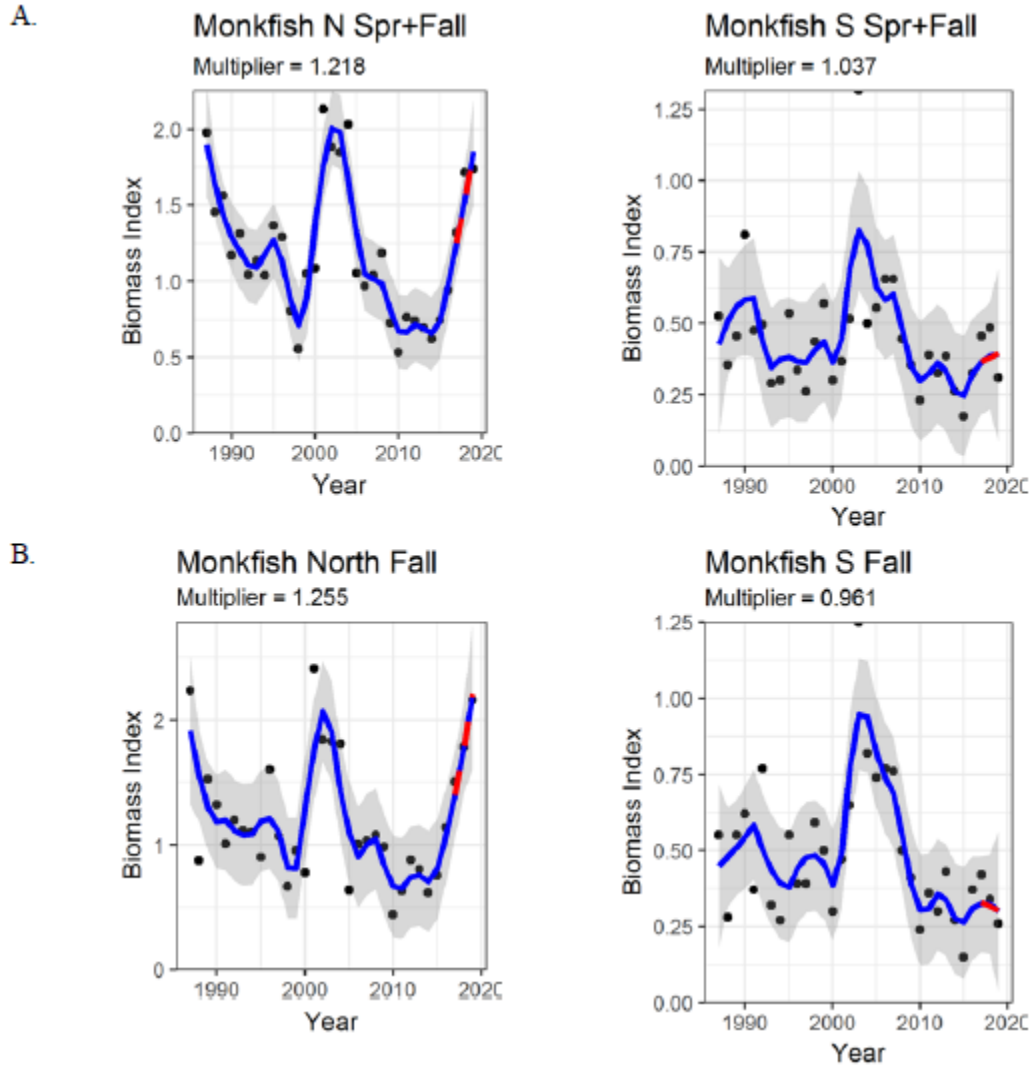 A.
Monkfish N Spr+Fall
Multiplier = 1.218
2.0
1.5
1.0
0.5
0.0
Biomass Index
1990 2000 2010 2020
Year
Monkfish S Spr+Fall
Multiplier = 1.037
1.25
1.00
0.75
0.50
0.25
0.00
Biomass Index
1990 2000 2010 2020
Year
B.
Monkfish North Fall
Multiplier = 1.255
2
1
0
Biomass Index
1990 2000 2010 2020
Year
Monkfish S Fall
Multiplier = 0.961
1.25
1.00
0.75
0.50
0.25
0.00
Biomass Index
1990 2000 2010 2020
Year